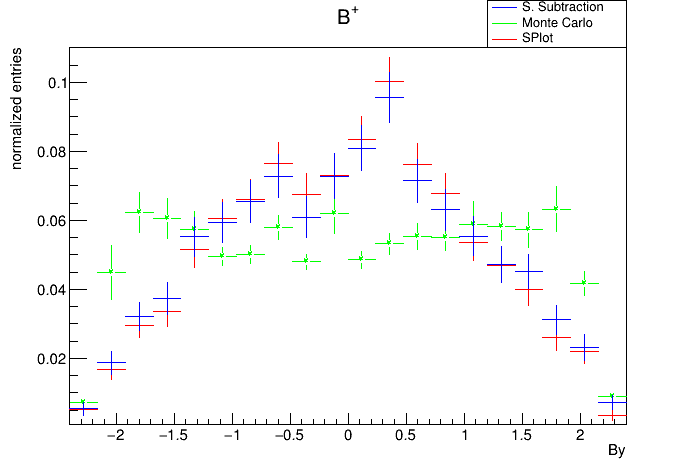 B+
S. Subtraction
Monte Carlo
SPlot
normalized entries
0.1
0.08
0.06
0.04
0.02
−2 −1.5 −1 −0.5 0 0.5 1 1.5 2
By